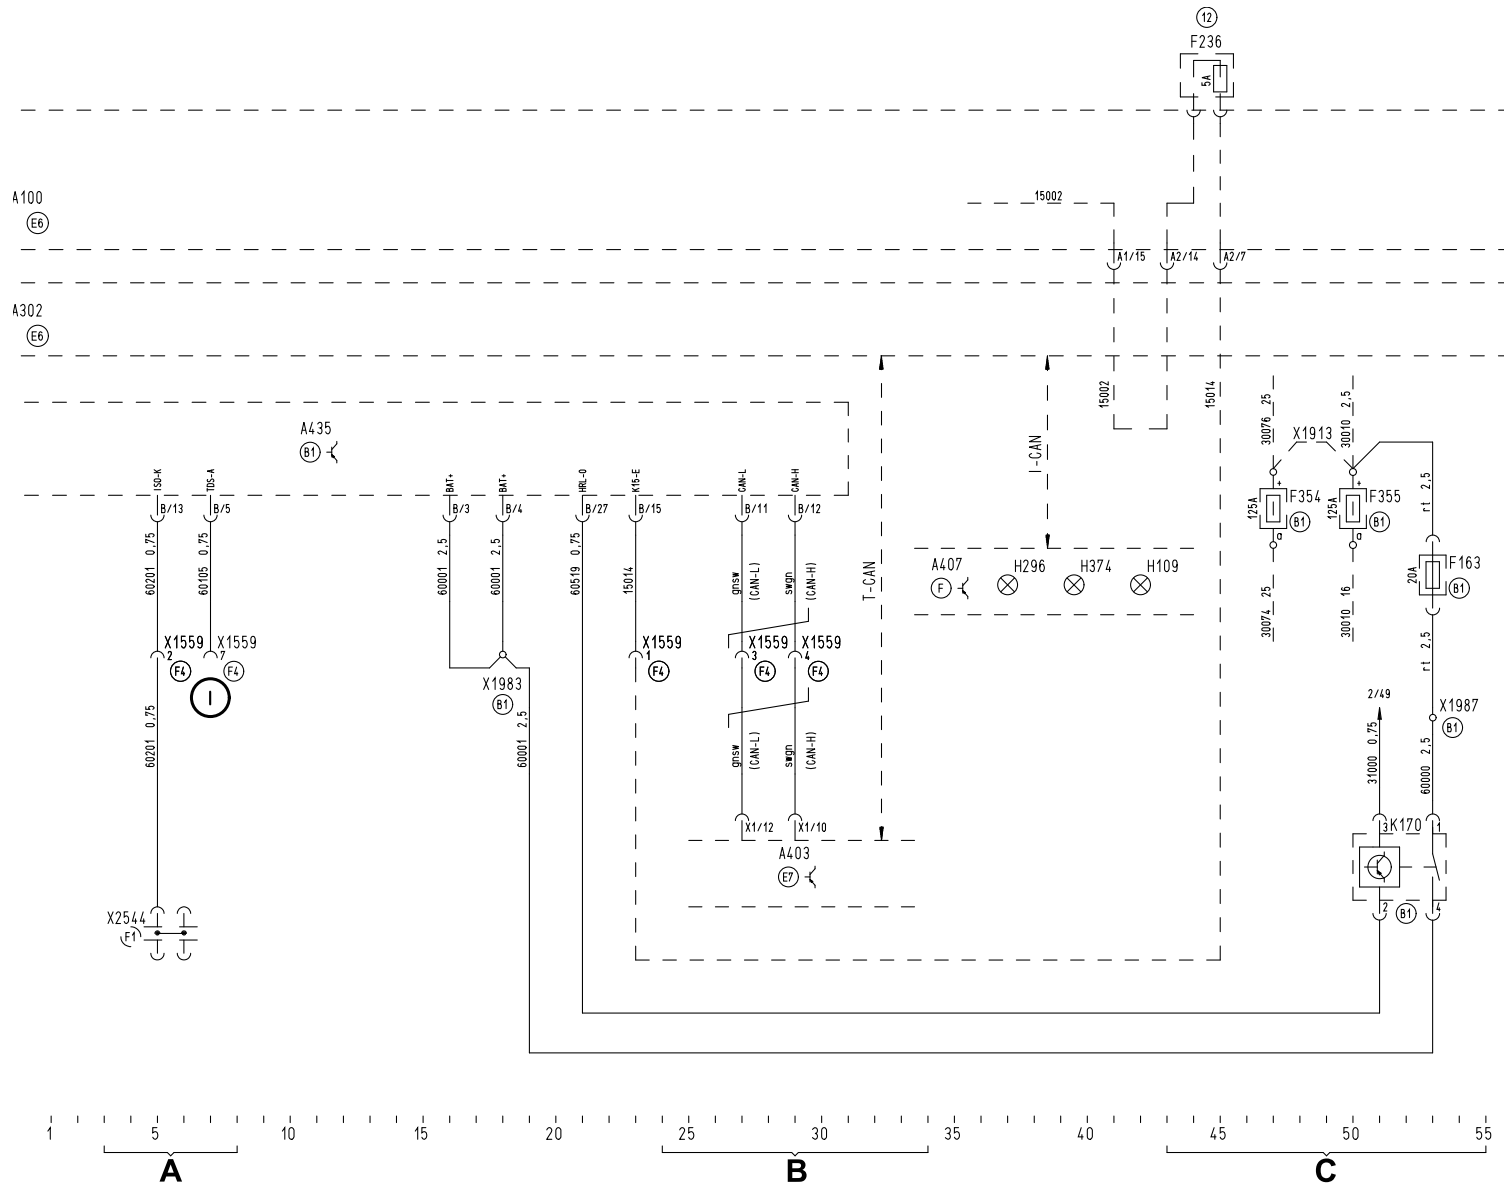 12
F236
5A
A100
E6
15002
A1/15
A2/14
A2/7
A302
E6
15002
15014
A435
B1
ISO-K
TDS-A
BAT+
BAT+
HRL-O
K15-E
CAN-L
CAN-H
B/13
B/5
B/3
B/4
B/27
B/15
B/11
B/12
60201 0,75
60105 0,75
60001 2,5
60001 2,5
60519 0,75
15014
gnsw
(CAN-L)
swgn
(CAN-H)
T-CAN
I-CAN
A407
F
H296
H374
H109
30076 25
X1913
30010 2,5
+
+
125A
F354
B1
125A
F355
B1
a
a
30074 25
30010 16
rt 2,5
20A
F163
B1
rt 2,5
X1559
2
F4
X1559
7
F4
I
X1983
B1
X1559
1
F4
X1559
3
F4
X1559
4
F4
60201 0,75
60001 2,5
gnsw
(CAN-L)
swgn
(CAN-H)
2/49
31000 0,75
X1987
B1
60000 2,5
X1/12
X1/10
A403
E7
3
K170
1
2
B1
4
X2544
F1
1 5 10 15 20 25 30 35 40 45 50 55
A B C